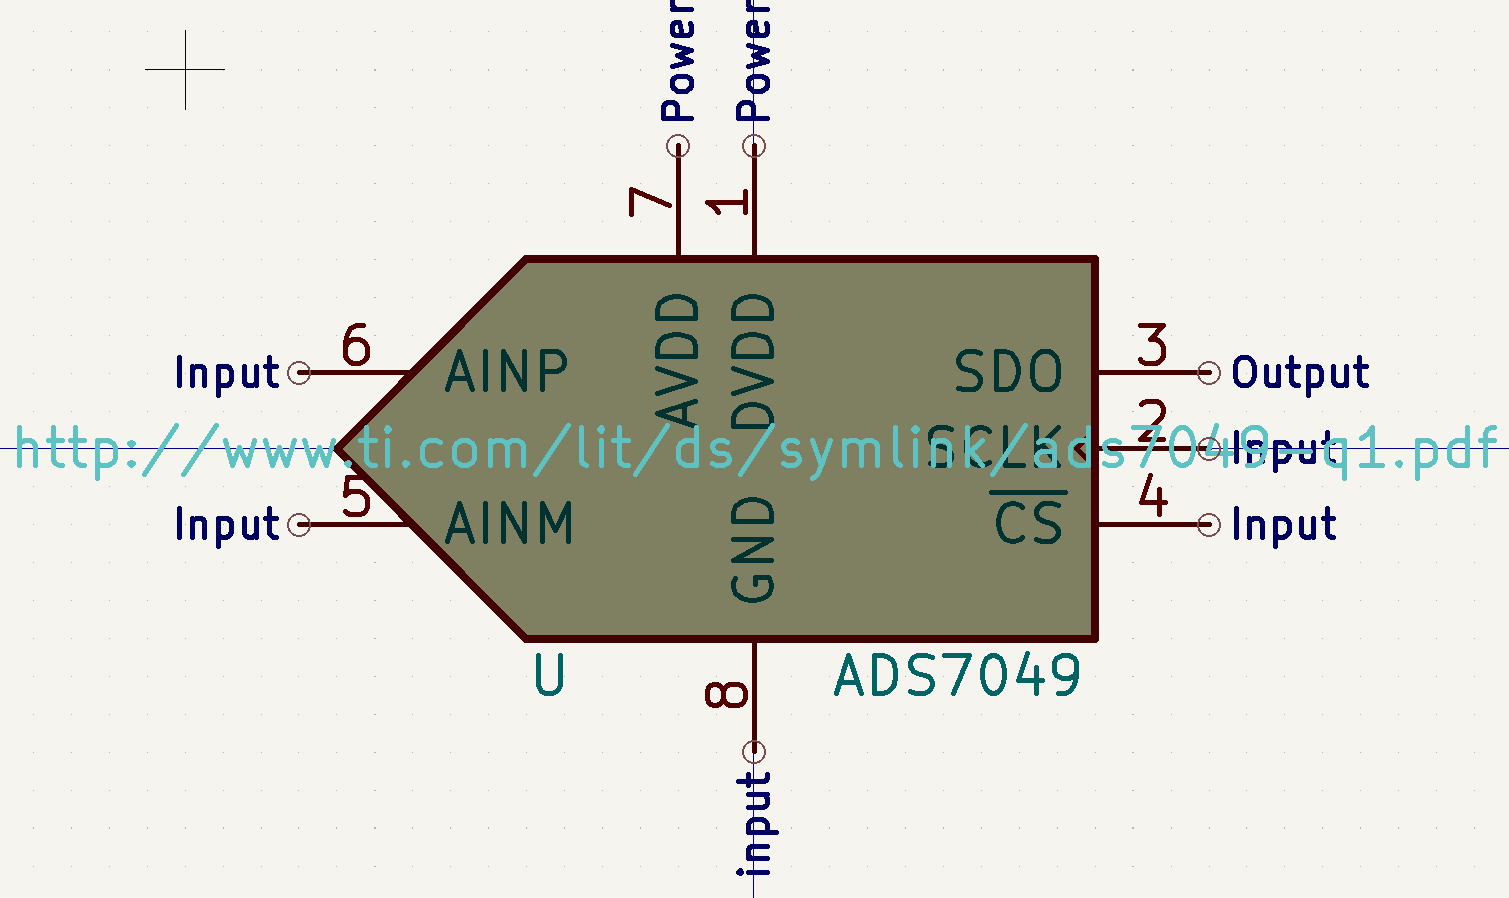 Power
Power
7
1
AVDD
DVDD
6
Input
AINP
SDO
3
Output
http://www.ti.com/lit/ds/symlink/ads7049-q1.pdf
SCLK
2
Input
5
Input
AINM
GND
CS
4
Input
U
ADS7049
8
input